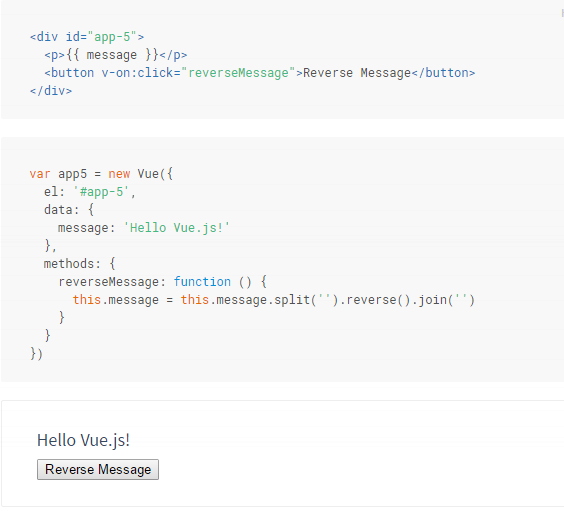 <div id="app-5">
  <p>{{ message }}</p>
  <button v-on:click="reverseMessage">Reverse Message</button>
</div>
var app5 = new Vue({
  el: '#app-5',
  data: {
    message: 'Hello Vue.js!'
  },
  methods: {
    reverseMessage: function () {
      this.message = this.message.split('').reverse().join('')
    }
  }
})
Hello Vue.js!
Reverse Message